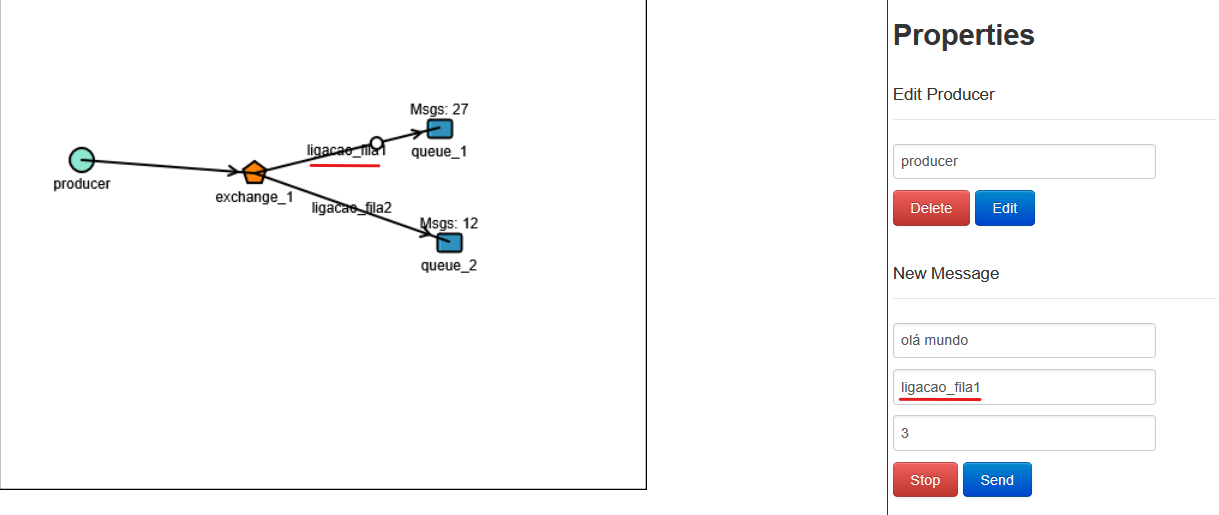 Msgs: 27
ligacao_fila1
queue_1
producer
exchange_1
ligacao_fila2
Msgs: 12
queue_2
Properties
Edit Producer
producer
Delete
Edit
New Message
olá mundo
ligacao_fila1
3
Stop
Send